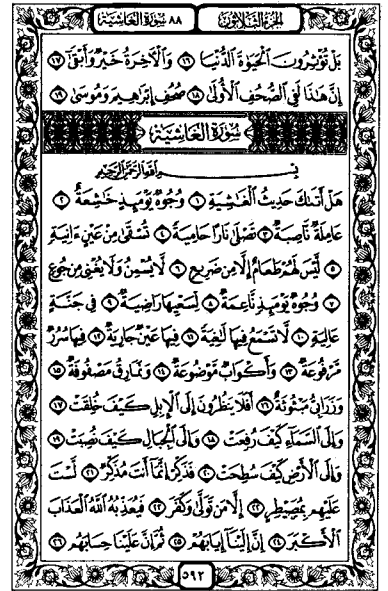 الجزء الثلاثون ٨٨ سورة الغاشية
بَلْ تُؤْثِرُونَ الْحَيَوٰةَ الدُّنْيَا ١٦ وَالْآخِرَةُ خَيْرٌ وَأَبْقَىٰ ١٧
إِنَّ هَٰذَا لَفِي الصُّحُفِ الْأُولَىٰ ١٨ صُحُفِ إِبْرَاهِيمَ وَمُوسَىٰ ١٩
سُورَةُ الْغَاشِيَةِ
بِسْمِ اللَّهِ الرَّحْمَٰنِ الرَّحِيمِ
هَلْ أَتَىٰكَ حَدِيثُ الْغَٰشِيَةِ ١ وُجُوهٌ يَوْمَئِذٍ خَٰشِعَةٌ ٢
عَامِلَةٌ نَّاصِبَةٌ ٣ تَصْلَىٰ نَارًا حَامِيَةً ٤ تُسْقَىٰ مِنْ عَيْنٍ ءَانِيَةٍ
٥ لَّيْسَ لَهُمْ طَعَامٌ إِلَّا مِن ضَرِيعٍ ٦ لَّا يُسْمِنُ وَلَا يُغْنِي مِن جُوعٍ
٧ وُجُوهٌ يَوْمَئِذٍ نَّاعِمَةٌ ٨ لِّسَعْيِهَا رَاضِيَةٌ ٩ فِي جَنَّةٍ
عَالِيَةٍ ١٠ لَّا تَسْمَعُ فِيهَا لَٰغِيَةً ١١ فِيهَا عَيْنٌ جَارِيَةٌ ١٢ فِيهَا سُرُرٌ
مَّرْفُوعَةٌ ١٣ وَأَكْوَابٌ مَّوْضُوعَةٌ ١٤ وَنَمَارِقُ مَصْفُوفَةٌ ١٥
وَزَرَابِيُّ مَبْثُوثَةٌ ١٦ أَفَلَا يَنظُرُونَ إِلَى الْإِبِلِ كَيْفَ خُلِقَتْ ١٧
وَإِلَى السَّمَاءِ كَيْفَ رُفِعَتْ ١٨ وَإِلَى الْجِبَالِ كَيْفَ نُصِبَتْ ١٩
وَإِلَى الْأَرْضِ كَيْفَ سُطِحَتْ ٢٠ فَذَكِّرْ إِنَّمَا أَنتَ مُذَكِّرٌ ٢١ لَّسْتَ
عَلَيْهِم بِمُصَيْطِرٍ ٢٢ إِلَّا مَن تَوَلَّىٰ وَكَفَرَ ٢٣ فَيُعَذِّبُهُ اللَّهُ الْعَذَابَ
الْأَكْبَرَ ٢٤ إِنَّ إِلَيْنَا إِيَابَهُمْ ٢٥ ثُمَّ إِنَّ عَلَيْنَا حِسَابَهُم ٢٦
٥٩٢